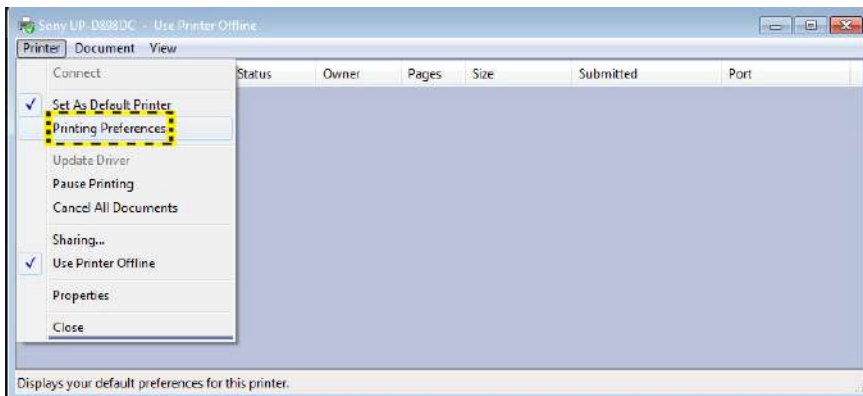 Sony UP-D898DC - Use Printer Offline
Printer Document View
Connect Status Owner Pages Size Submitted Port
Set As Default Printer
Printing Preferences
Update Driver
Pause Printing
Cancel All Documents
Sharing...
Use Printer Offline
Properties
Close
Displays your default preferences for this printer.